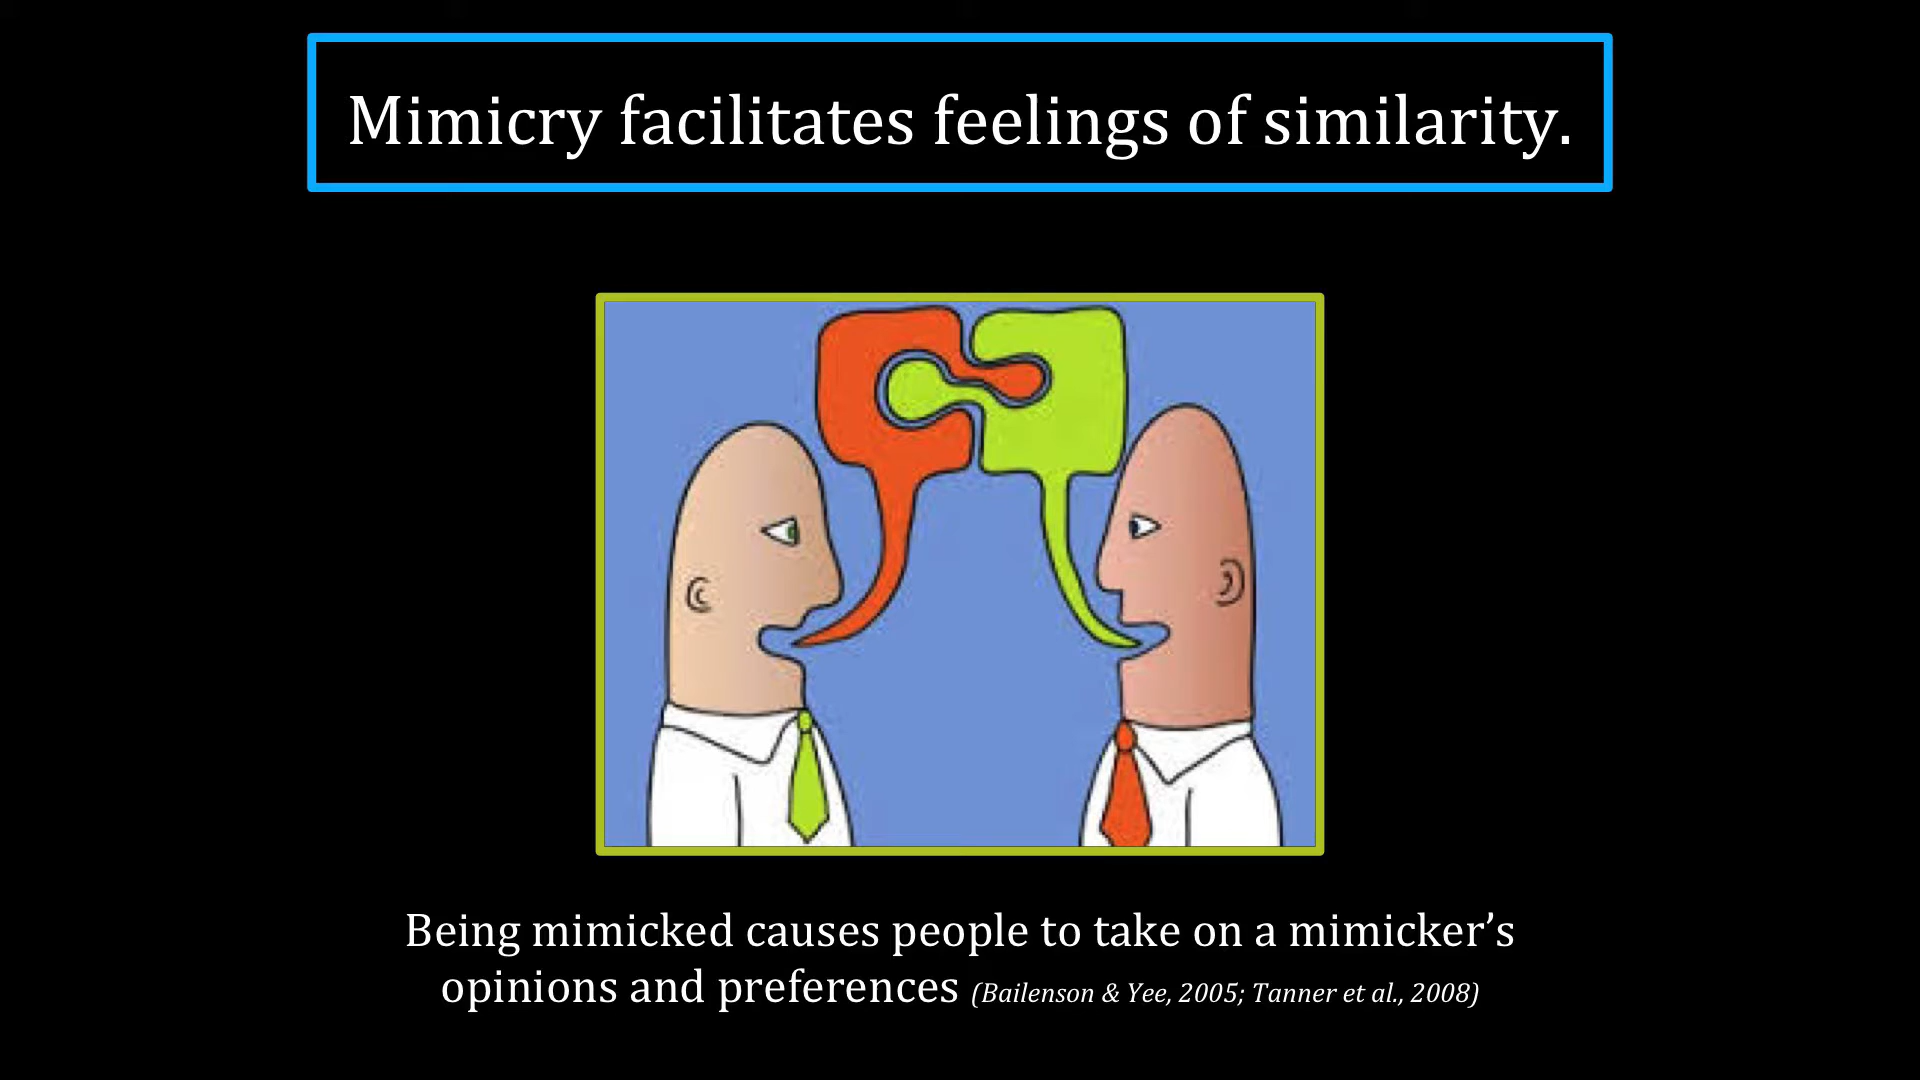 Mimicry facilitates feelings of similarity.
Being mimicked causes people to take on a mimicker’s
opinions and preferences (Bailenson & Yee, 2005; Tanner et al., 2008)